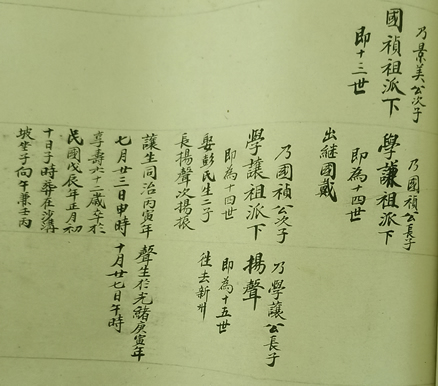 乃景美公次子
國禎祖派下
即十三世
乃國禎公長子
學謙祖派下
即為十四世
出繼國戴
乃國禎公次子
學讓祖派下
即為十四世
娶彭氏生二子
長揚聲次揚振
讓生同治丙寅年
七月廿三日申時
享壽六十二歲卒於
民國戊辰年正月初
十日子時葬在沙溝
坡坐子向午兼壬丙
乃學讓公長子
揚聲
即為十五世
往去新州
聲生於光緒庚寅年
十月廿七日午時